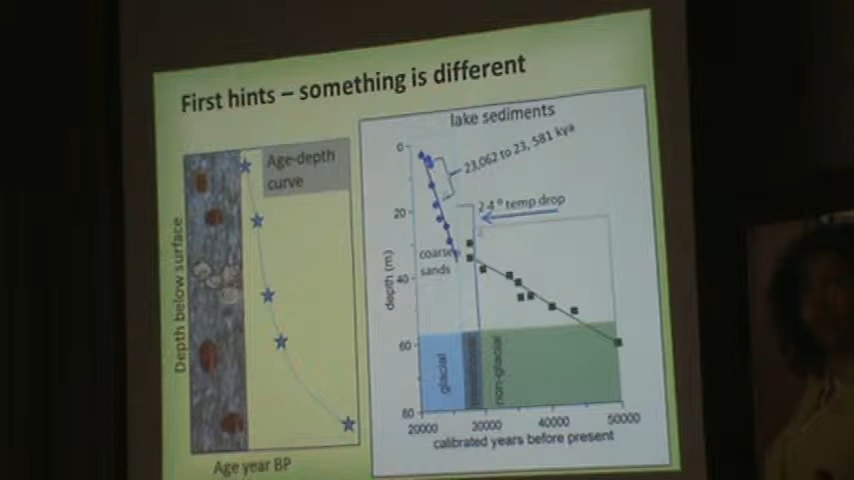 First hints – something is different
Age-depth
curve
Depth below surface
Age year BP
lake sediments
23,062 to 23, 581 kya
2.4 ° temp drop
coarse
sands
depth (m)
0
20
40
60
80
glacial
non-glacial
20000
30000
40000
50000
calibrated years before present